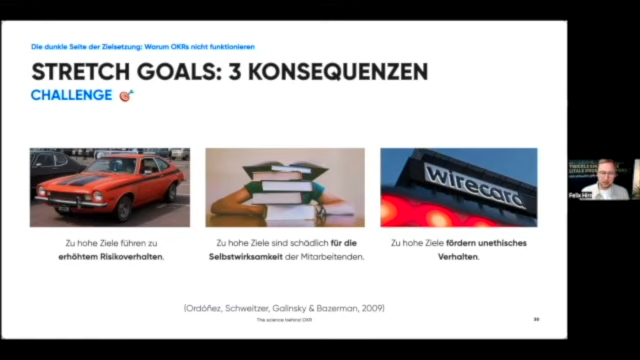 Die dunkle Seite der Zielsetzung: Warum OKRs nicht funktionieren
STRETCH GOALS: 3 KONSEQUENZEN
CHALLENGE
wirecard
Zu hohe Ziele führen zu
erhöhtem Risikoverhalten.
Zu hohe Ziele sind schädlich für die
Selbstwirksamkeit der Mitarbeitenden.
Zu hohe Ziele fördern unethisches
Verhalten.
(Ordóñez, Schweitzer, Galinsky & Bazerman, 2009)
The science behind OKR
Felix